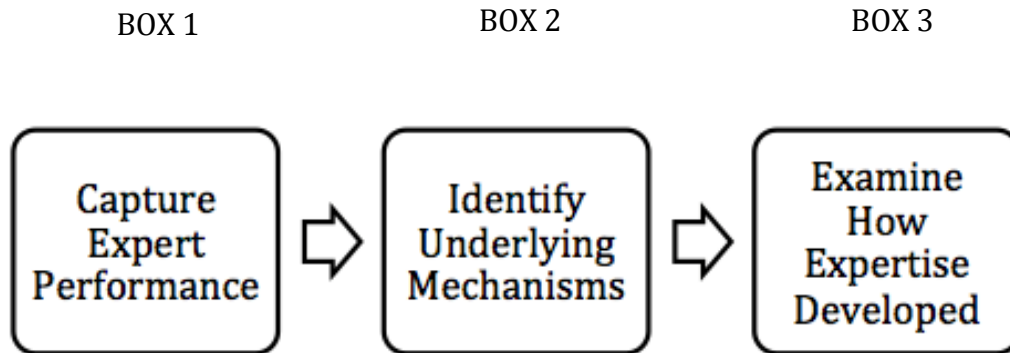 BOX 1
BOX 2
BOX 3
Capture
Expert
Performance
Identify
Underlying
Mechanisms
Examine
How
Expertise
Developed